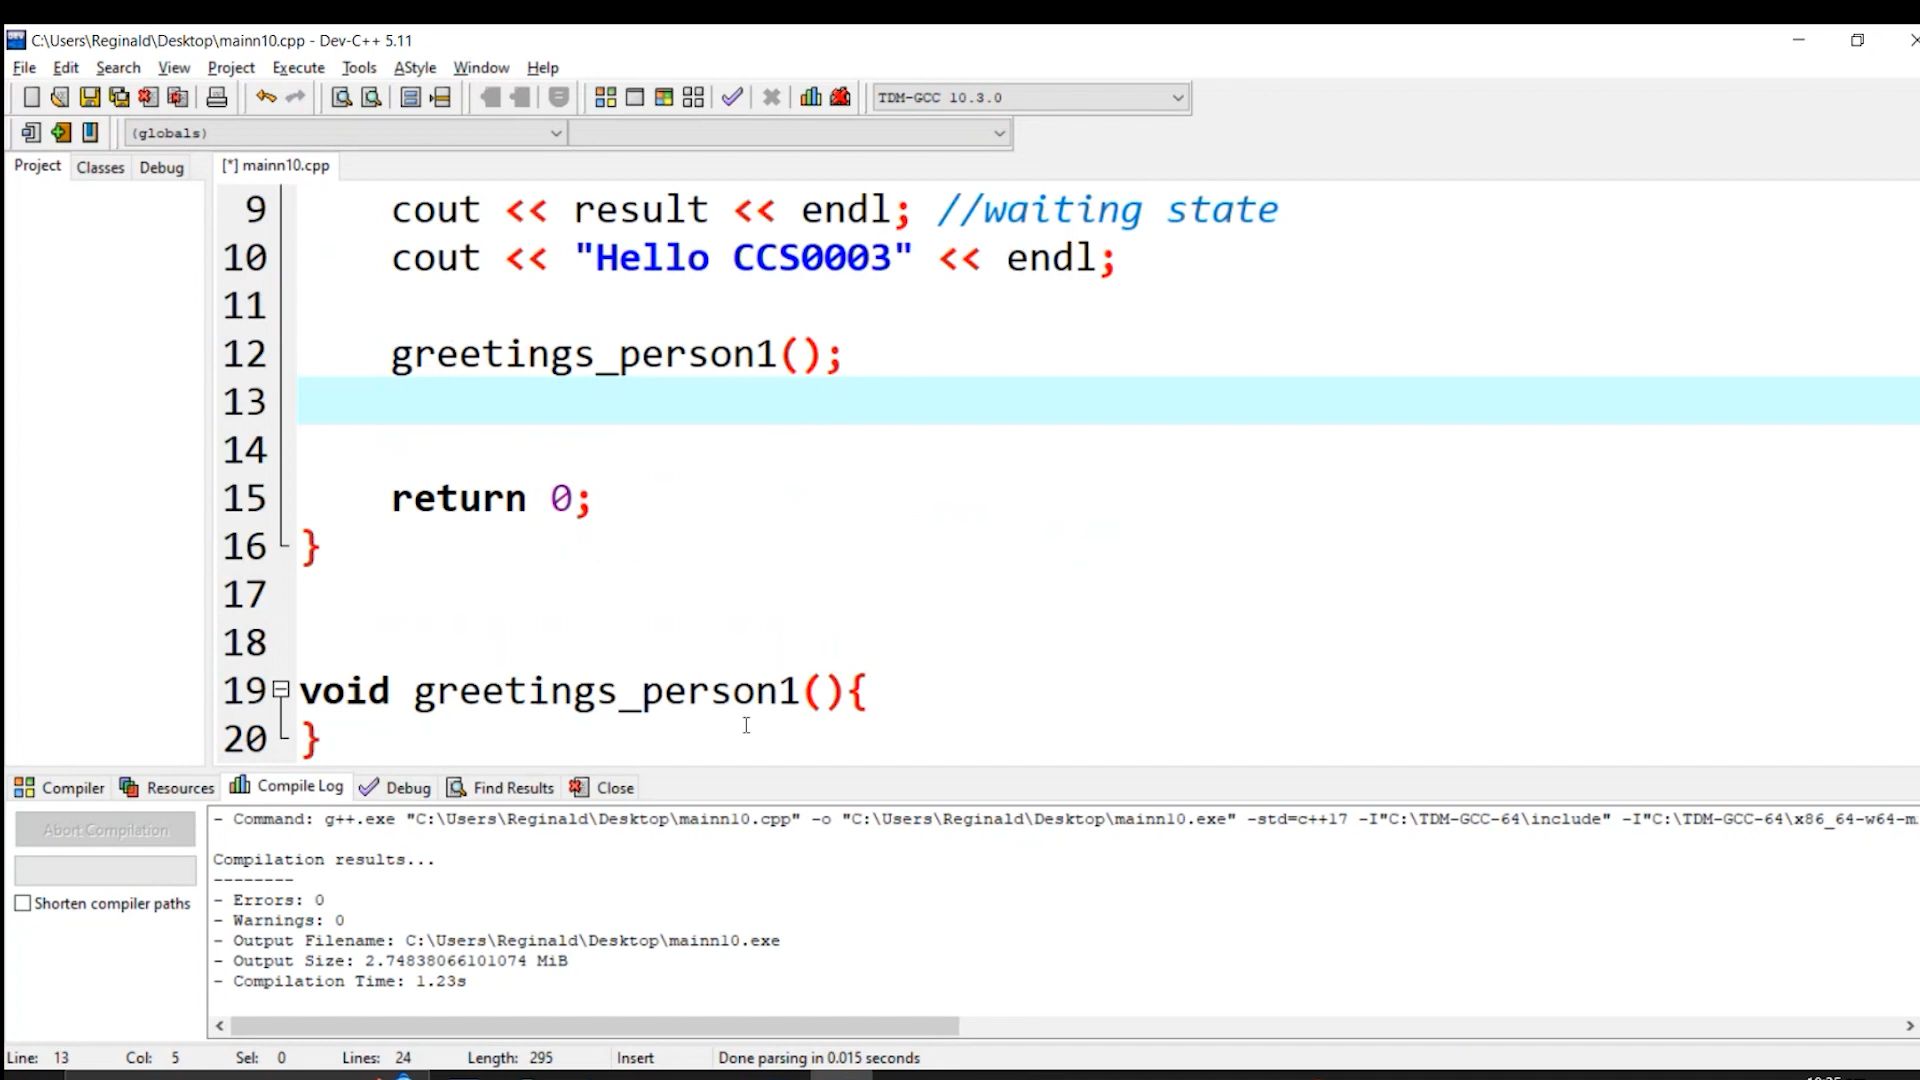 C:\Users\Reginald\Desktop\mainn10.cpp - Dev-C++ 5.11
File Edit Search View Project Execute Tools AStyle Window Help
TDM-GCC 10.3.0
(globals)
Project Classes Debug [*] mainn10.cpp
9 cout << result << endl; //waiting state
10 cout << "Hello CCS0003" << endl;
11
12 greetings_person1();
13
14
15 return 0;
16 }
17
18
19 void greetings_person1(){
20 }
Compiler Resources Compile Log Debug Find Results Close
Abort Compilation
Shorten compiler paths
- Command: g++.exe "C:\Users\Reginald\Desktop\mainn10.cpp" -o "C:\Users\Reginald\Desktop\mainn10.exe" -std=c++17 -I"C:\TDM-GCC-64\include" -I"C:\TDM-GCC-64\x86_64-w64-m
Compilation results...
--------
- Errors: 0
- Warnings: 0
- Output Filename: C:\Users\Reginald\Desktop\mainn10.exe
- Output Size: 2.74838066101074 MiB
- Compilation Time: 1.23s
Line: 13 Col: 5 Sel: 0 Lines: 24 Length: 295 Insert Done parsing in 0.015 seconds